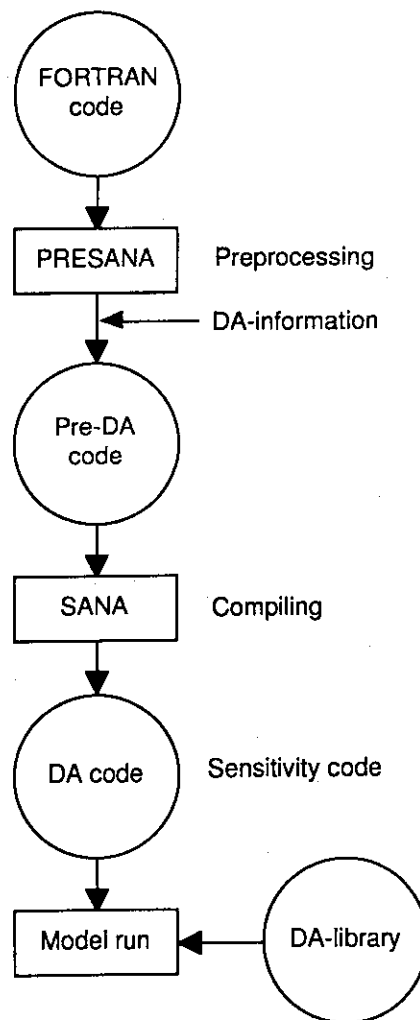 FORTRAN
code
PRESANA
Preprocessing
DA-information
Pre-DA
code
SANA
Compiling
DA code
Sensitivity code
Model run
DA-library